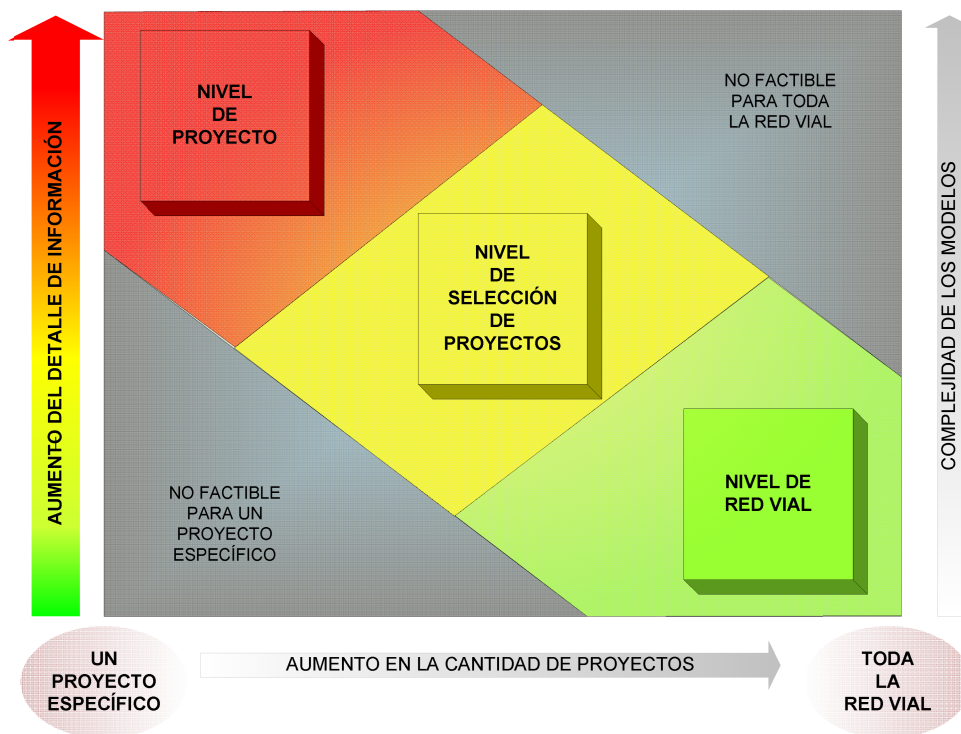 NIVEL
DE
PROYECTO
NO FACTIBLE
PARA TODA
LA RED VIAL
AUMENTO DEL DETALLE DE INFORMACIÓN
COMPLEJIDAD DE LOS MODELOS
NIVEL
DE
SELECCIÓN
DE
PROYECTOS
NO FACTIBLE
PARA UN
PROYECTO
ESPECÍFICO
NIVEL DE
RED VIAL
UN
PROYECTO
ESPECÍFICO
AUMENTO EN LA CANTIDAD DE PROYECTOS
TODA
LA
RED VIAL